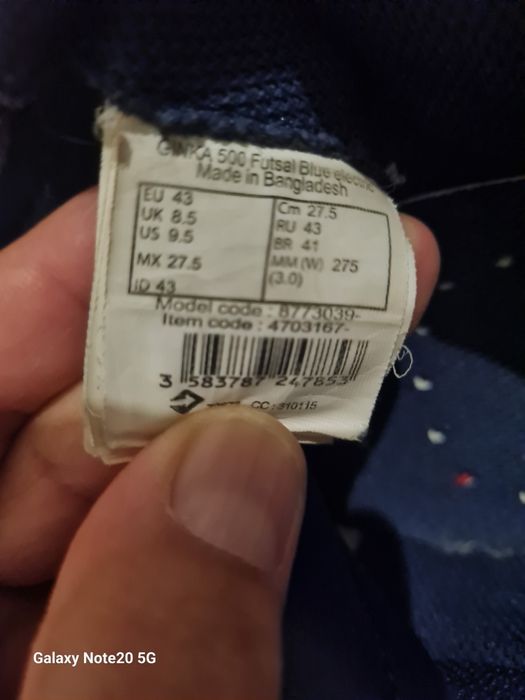 GINKA 500 Futsal Blue electric
Made in Bangladesh
EU 43
UK 8.5
US 9.5
MX 27.5
ID 43
Cm 27.5
RU 43
BR 41
MM (W) 275
(3.0)
Model code : 8773039-
Item code : 4703167-
3 583787 247853
CC : 310115
Galaxy Note20 5G